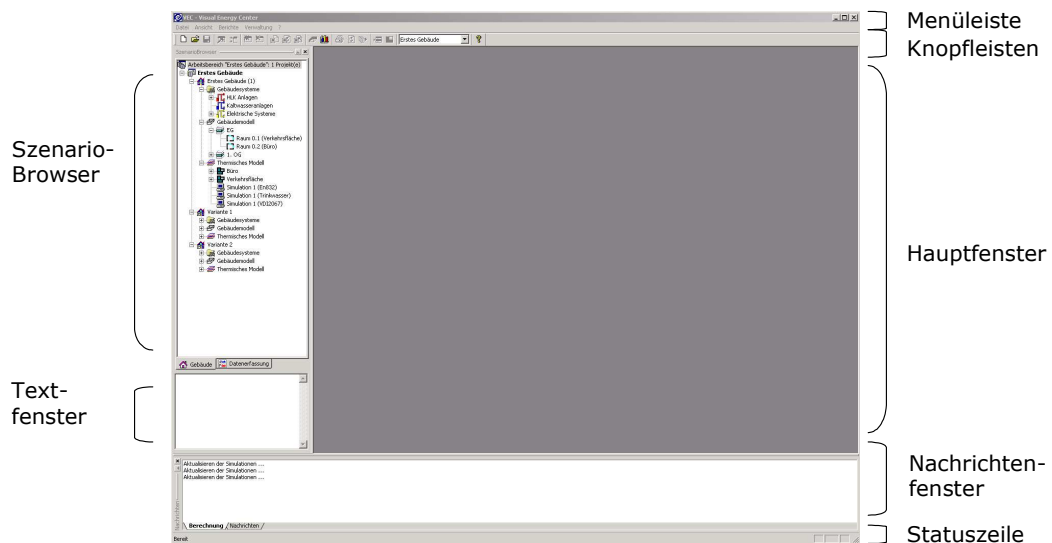 VEC - Visual Energy Center
Datei Ansicht Berichte Verwaltung ?
Erstes Gebäude
SzenarioBrowser
Arbeitsbereich "Erstes Gebäude": 1 Projekt(e)
Erstes Gebäude
Erstes Gebäude (1)
Gebäudesysteme
HLK Anlagen
Kaltwasseranlagen
Elektrische Systeme
Gebäudemodell
EG
Raum 0.1 (Verkehrsfläche)
Raum 0.2 (Büro)
1. OG
Thermisches Modell
Büro
Verkehrsfläche
Simulation 1 (En832)
Simulation 1 (Trinkwasser)
Simulation 1 (VDI2067)
Variante 1
Gebäudesysteme
Gebäudemodell
Thermisches Modell
Variante 2
Gebäudesysteme
Gebäudemodell
Thermisches Modell
Gebäude Datenerfassung
Aktualisieren der Simulationen ...
Aktualisieren der Simulationen ...
Aktualisieren der Simulationen ...
Nachrichten
Berechnung Nachrichten
Bereit
Szenario-
Browser
Text-
fenster
Menüleiste
Knopfleisten
Hauptfenster
Nachrichten-
fenster
Statuszeile